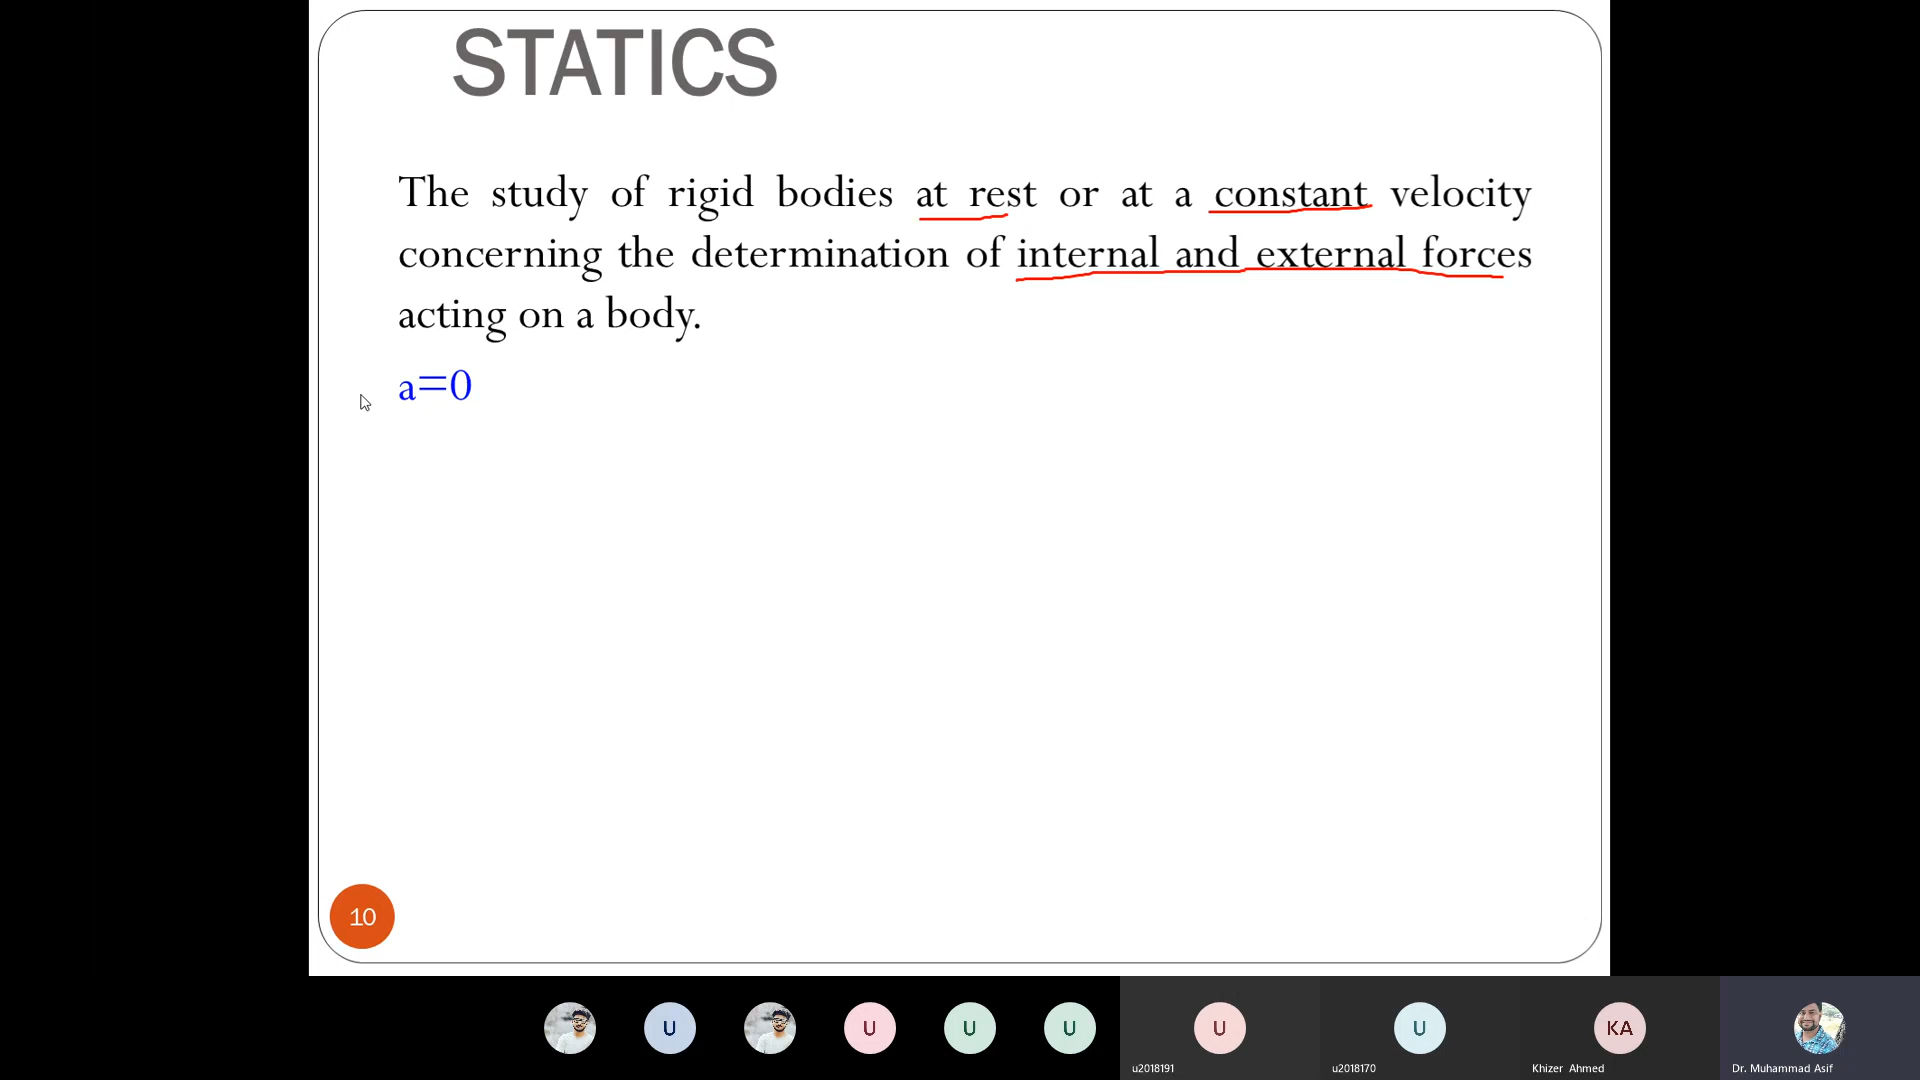 STATICS
The study of rigid bodies at rest or at a constant velocity
concerning the determination of internal and external forces
acting on a body.
a=0
10
U
U
U
U
U
U
KA
u2018191
u2018170
Khizer Ahmed
Dr. Muhammad Asif